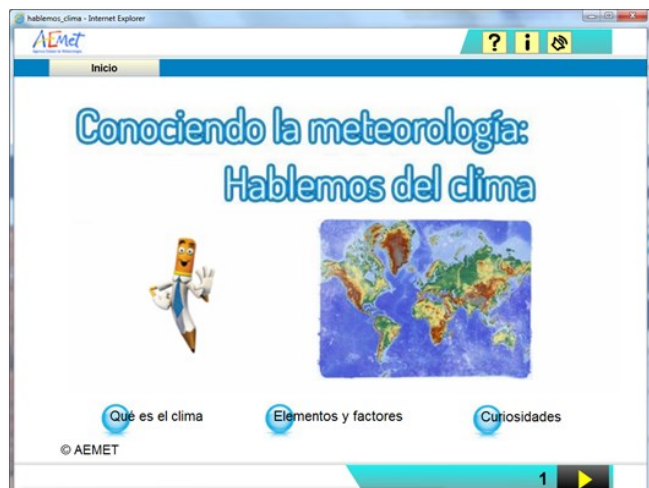 hablemos_clima - Internet Explorer
AEmet
? i
Inicio
Conociendo la meteorología:
Hablemos del clima
Qué es el clima
Elementos y factores
Curiosidades
© AEMET
1